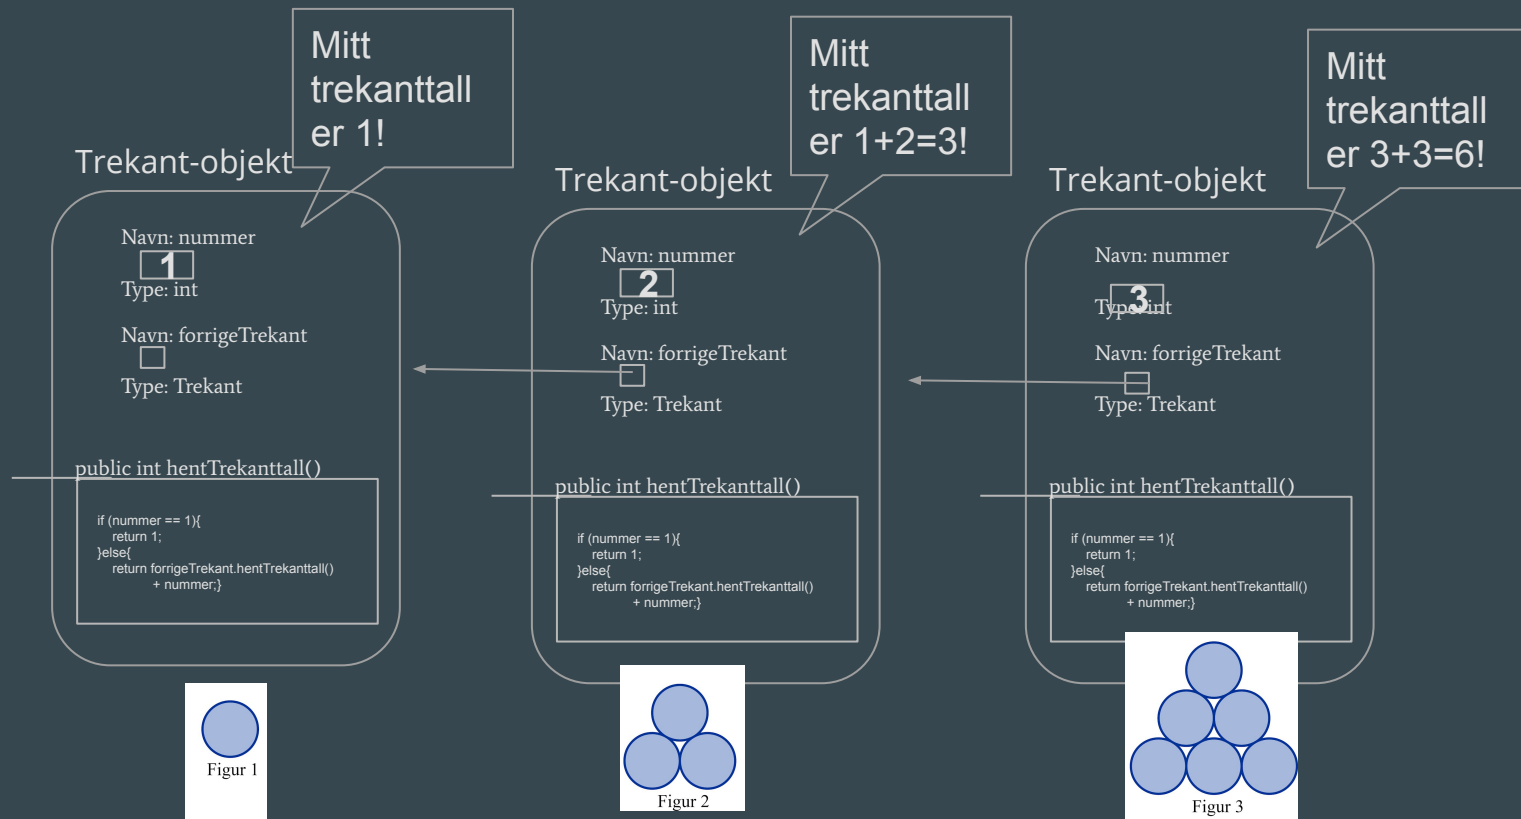 Mitt
trekanttall
er 1!
Trekant-objekt
Navn: nummer
1
Type: int
Navn: forrigeTrekant
Type: Trekant
public int hentTrekanttall()
if (nummer == 1){
return 1;
}else{
return forrigeTrekant.hentTrekanttall()
+ nummer;}
Figur 1
Mitt
trekanttall
er 1+2=3!
Trekant-objekt
Navn: nummer
2
Type: int
Navn: forrigeTrekant
Type: Trekant
public int hentTrekanttall()
if (nummer == 1){
return 1;
}else{
return forrigeTrekant.hentTrekanttall()
+ nummer;}
Figur 2
Mitt
trekanttall
er 3+3=6!
Trekant-objekt
Navn: nummer
3
Type: int
Navn: forrigeTrekant
Type: Trekant
public int hentTrekanttall()
if (nummer == 1){
return 1;
}else{
return forrigeTrekant.hentTrekanttall()
+ nummer;}
Figur 3